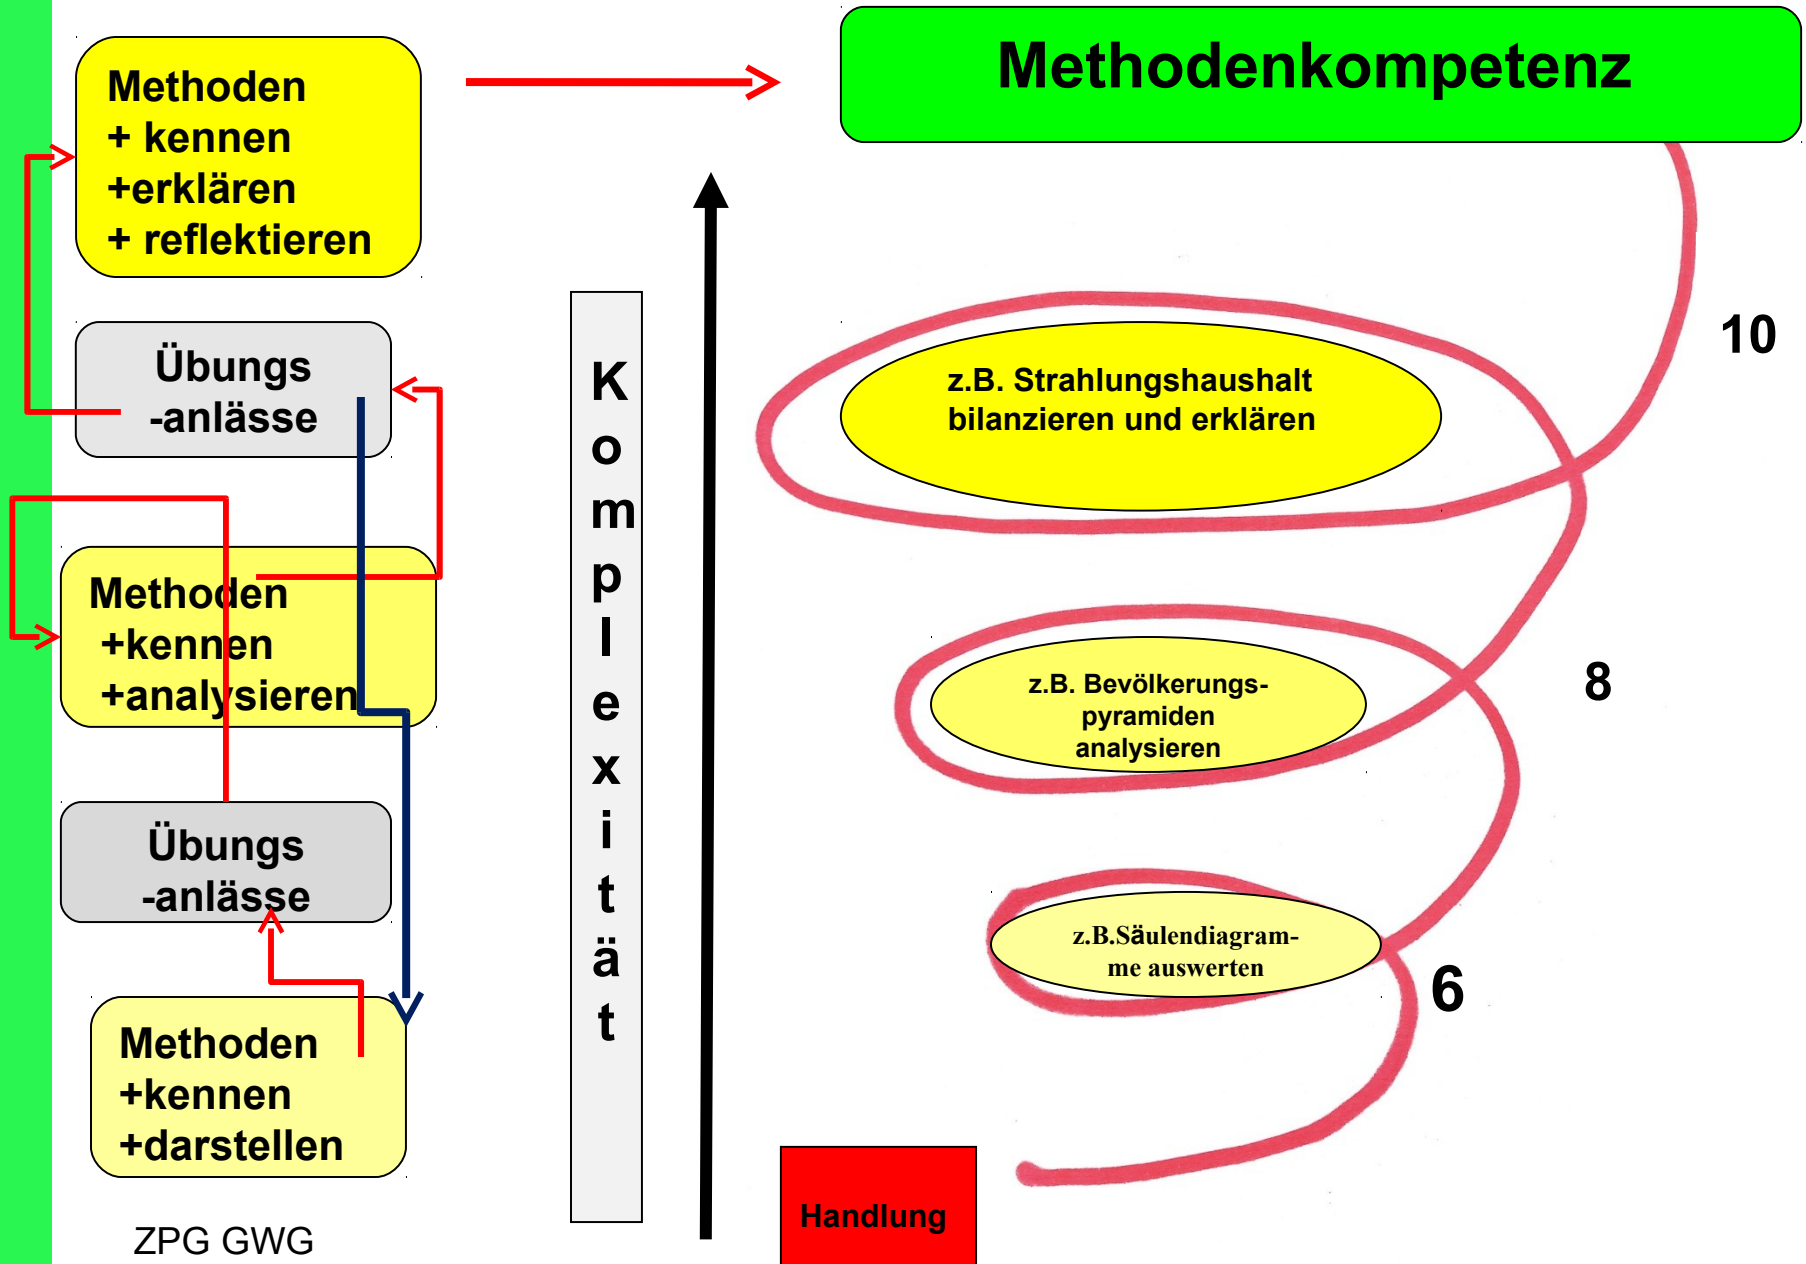 Methodenkompetenz
Methoden
+ kennen
+erklären
+ reflektieren
Übungs
-anlässe
Methoden
+kennen
+analysieren
Übungs
-anlässe
Methoden
+kennen
+darstellen
ZPG GWG
K
o
m
p
l
e
x
i
t
ä
t
10
z.B. Strahlungshaushalt
bilanzieren und erklären
8
z.B. Bevölkerungs-
pyramiden
analysieren
z.B.Säulendiagram-
me auswerten
6
Handlung